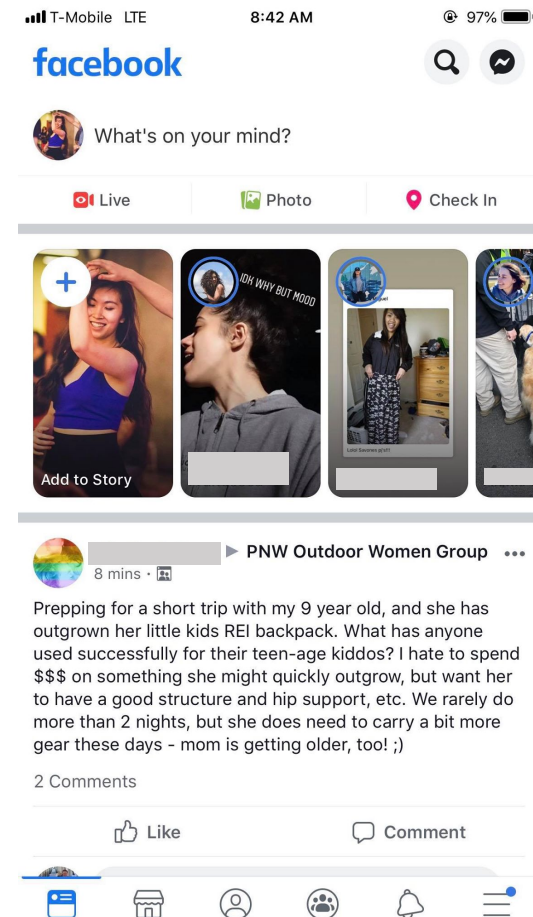 T-Mobile LTE 8:42 AM 97%
facebook
What's on your mind?
Live Photo Check In
IDK WHY BUT MOOD
Add to Story
PNW Outdoor Women Group
8 mins ·
Prepping for a short trip with my 9 year old, and she has
outgrown her little kids REI backpack. What has anyone
used successfully for their teen-age kiddos? I hate to spend
$$$ on something she might quickly outgrow, but want her
to have a good structure and hip support, etc. We rarely do
more than 2 nights, but she does need to carry a bit more
gear these days - mom is getting older, too! ;)
2 Comments
Like Comment